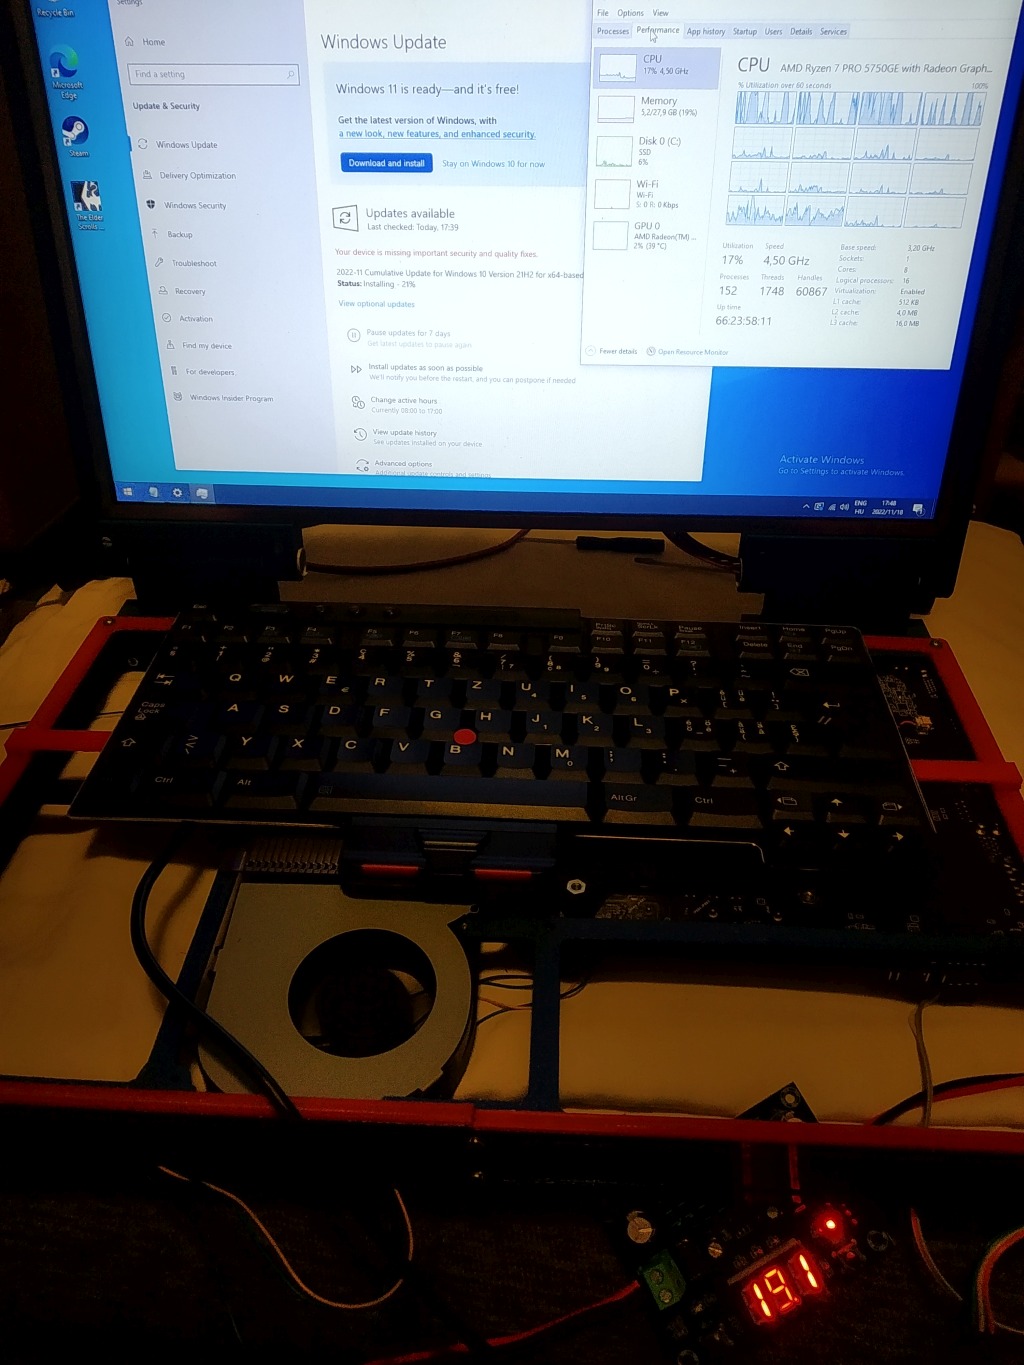 Recycle Bin
Microsoft
Edge
Steam
The Elder
Scrolls ...
Settings
Home
Find a setting
Update & Security
Windows Update
Delivery Optimization
Windows Security
Backup
Troubleshoot
Recovery
Activation
Find my device
For developers
Windows Insider Program
Windows Update
Windows 11 is ready—and it's free!
Get the latest version of Windows, with
a new look, new features, and enhanced security.
Download and install
Stay on Windows 10 for now
Updates available
Last checked: Today, 17:39
Your device is missing important security and quality fixes.
2022-11 Cumulative Update for Windows 10 Version 21H2 for x64-based
Status: Installing - 21%
View optional updates
Pause updates for 7 days
Get latest updates to pause again
Install updates as soon as possible
We'll notify you before the restart, and you can postpone if needed
Change active hours
Currently 08:00 to 17:00
View update history
See updates installed on your device
Advanced options
Additional update controls and settings
File Options View
Processes Performance App history Startup Users Details Services
CPU
17% 4,50 GHz
Memory
5,2/27,9 GB (19%)
Disk 0 (C:)
SSD
6%
Wi-Fi
Wi-Fi
S: 0 R: 0 Kbps
GPU 0
AMD Radeon(TM) ...
2% (39 °C)
CPU AMD Ryzen 7 PRO 5750GE with Radeon Graph...
% Utilization over 60 seconds 100%
Utilization Speed
17% 4,50 GHz
Processes Threads Handles
152 1748 60867
Up time
66:23:58:11
Base speed: 3,20 GHz
Sockets: 1
Cores: 8
Logical processors: 16
Virtualization: Enabled
L1 cache: 512 KB
L2 cache: 4,0 MB
L3 cache: 16,0 MB
Fewer details Open Resource Monitor
Activate Windows
Go to Settings to activate Windows.
ENG 17:48
HU 2022/11/18
F1 F2 F3 F4 F5 F6 F7 F8 F9 F10 F11 F12
Pause Insert Home PgUp
Delete End PgDn
Q W E R T Z U I O P
Caps
Lock
A S D F G H J K L
Y X C V B N M
Ctrl Alt AltGr Ctrl
19.1